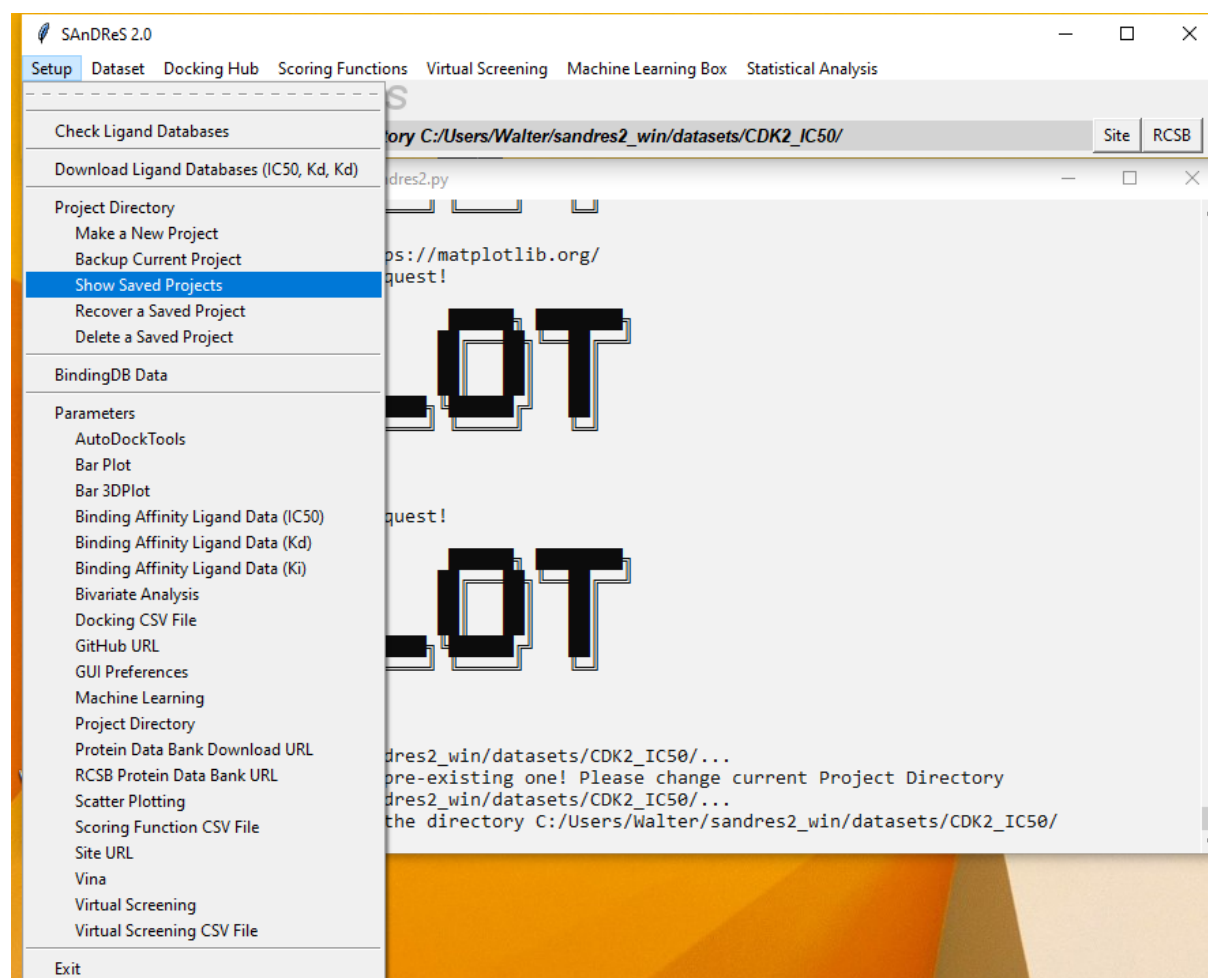 SAnDReS 2.0
Setup Dataset Docking Hub Scoring Functions Virtual Screening Machine Learning Box Statistical Analysis
S
Check Ligand Databases
ory C:/Users/Walter/sandres2_win/datasets/CDK2_IC50/ Site RCSB
Download Ligand Databases (IC50, Kd, Kd)
dres2.py
Project Directory
Make a New Project
Backup Current Project
ps://matplotlib.org/
Show Saved Projects
quest!
Recover a Saved Project
Delete a Saved Project
LOT
BindingDB Data
Parameters
AutoDockTools
Bar Plot
Bar 3DPlot
Binding Affinity Ligand Data (IC50)
quest!
Binding Affinity Ligand Data (Kd)
Binding Affinity Ligand Data (Ki)
Bivariate Analysis
LOT
Docking CSV File
GitHub URL
GUI Preferences
Machine Learning
Project Directory
Protein Data Bank Download URL
dres2_win/datasets/CDK2_IC50/...
RCSB Protein Data Bank URL
pre-existing one! Please change current Project Directory
Scatter Plotting
dres2_win/datasets/CDK2_IC50/...
Scoring Function CSV File
the directory C:/Users/Walter/sandres2_win/datasets/CDK2_IC50/
Site URL
Vina
Virtual Screening
Virtual Screening CSV File
Exit